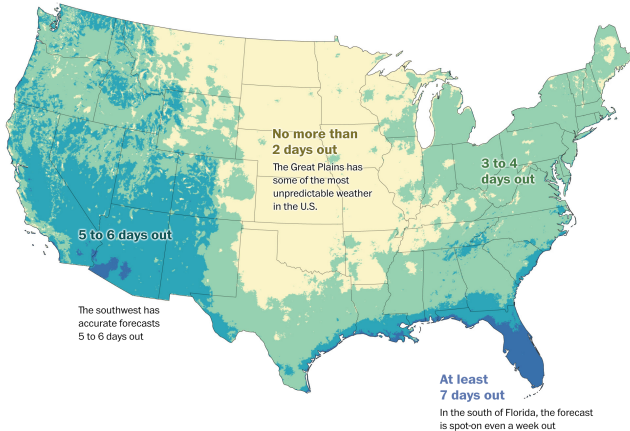 No more than
2 days out
The Great Plains has
some of the most
unpredictable weather
in the U.S.
3 to 4
days out
5 to 6 days out
The southwest has
accurate forecasts
5 to 6 days out
At least
7 days out
In the south of Florida, the forecast
is spot-on even a week out